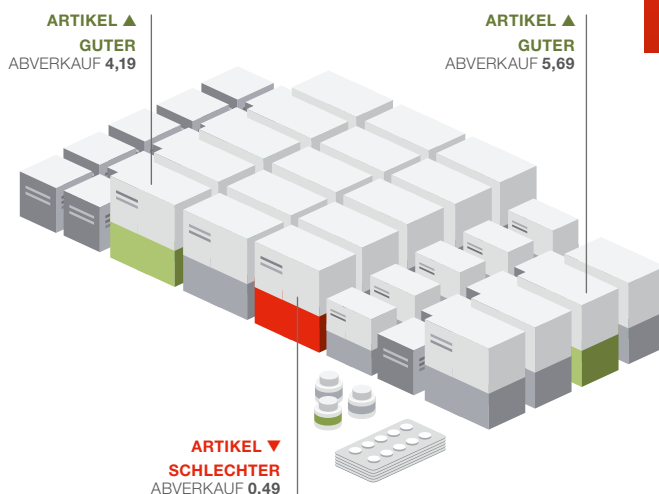 ARTIKEL ▲
GUTER
ABVERKAUF 4,19
ARTIKEL ▲
GUTER
ABVERKAUF 5,69
ARTIKEL ▼
SCHLECHTER
ABVERKAUF 0,49